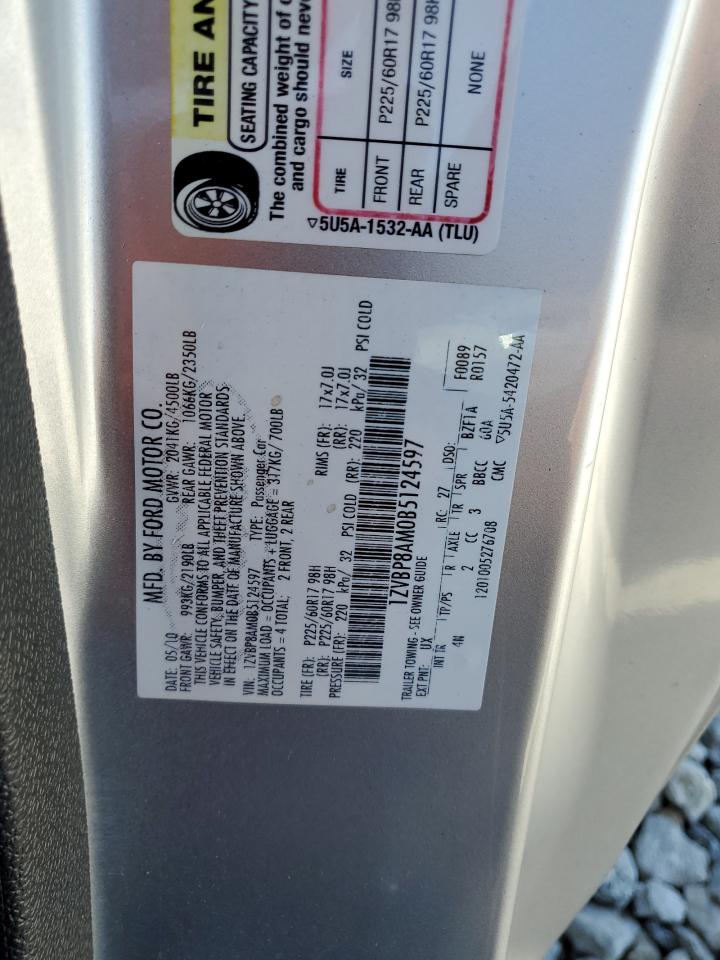 TIRE AN
SEATING CAPACITY
The combined weight of o
and cargo should neve
TIRE SIZE
FRONT P225/60R17 98H
REAR P225/60R17 98H
SPARE NONE
5U5A-1532-AA (TLU)
MFD. BY FORD MOTOR CO.
DATE: 05/10 GVWR: 2041KG/4500LB
FRONT GAWR: 993KG/2190LB REAR GAWR: 1066KG/2350LB
THIS VEHICLE CONFORMS TO ALL APPLICABLE FEDERAL MOTOR
VEHICLE SAFETY, BUMPER, AND THEFT PREVENTION STANDARDS
IN EFFECT ON THE DATE OF MANUFACTURE SHOWN ABOVE.
VIN: 1ZVBP8AM0B5124597 TYPE: Passenger Car
MAXIMUM LOAD = OCCUPANTS + LUGGAGE = 317KG/700LB
OCCUPANTS = 4 TOTAL: 2 FRONT, 2 REAR
TIRE (FR): P225/60R17 98H RIMS (FR): 17x7.0J
(RR): P225/60R17 98H (RR): 17x7.0J
PRESSURE (FR): 220 kPa/ 32 PSI COLD (RR): 220 kPa/ 32 PSI COLD
1ZVBP8AM0B5124597
TRAILER TOWING - SEE OWNER GUIDE F0089
EXT PNT: UX RC: 27 DSO: R0157
INT TR TP/PS R AXLE TR SPR BZF1A
4N 2 CC 3 BBCC 60A
1201005276708 CMC 5U5A-5420472-AA